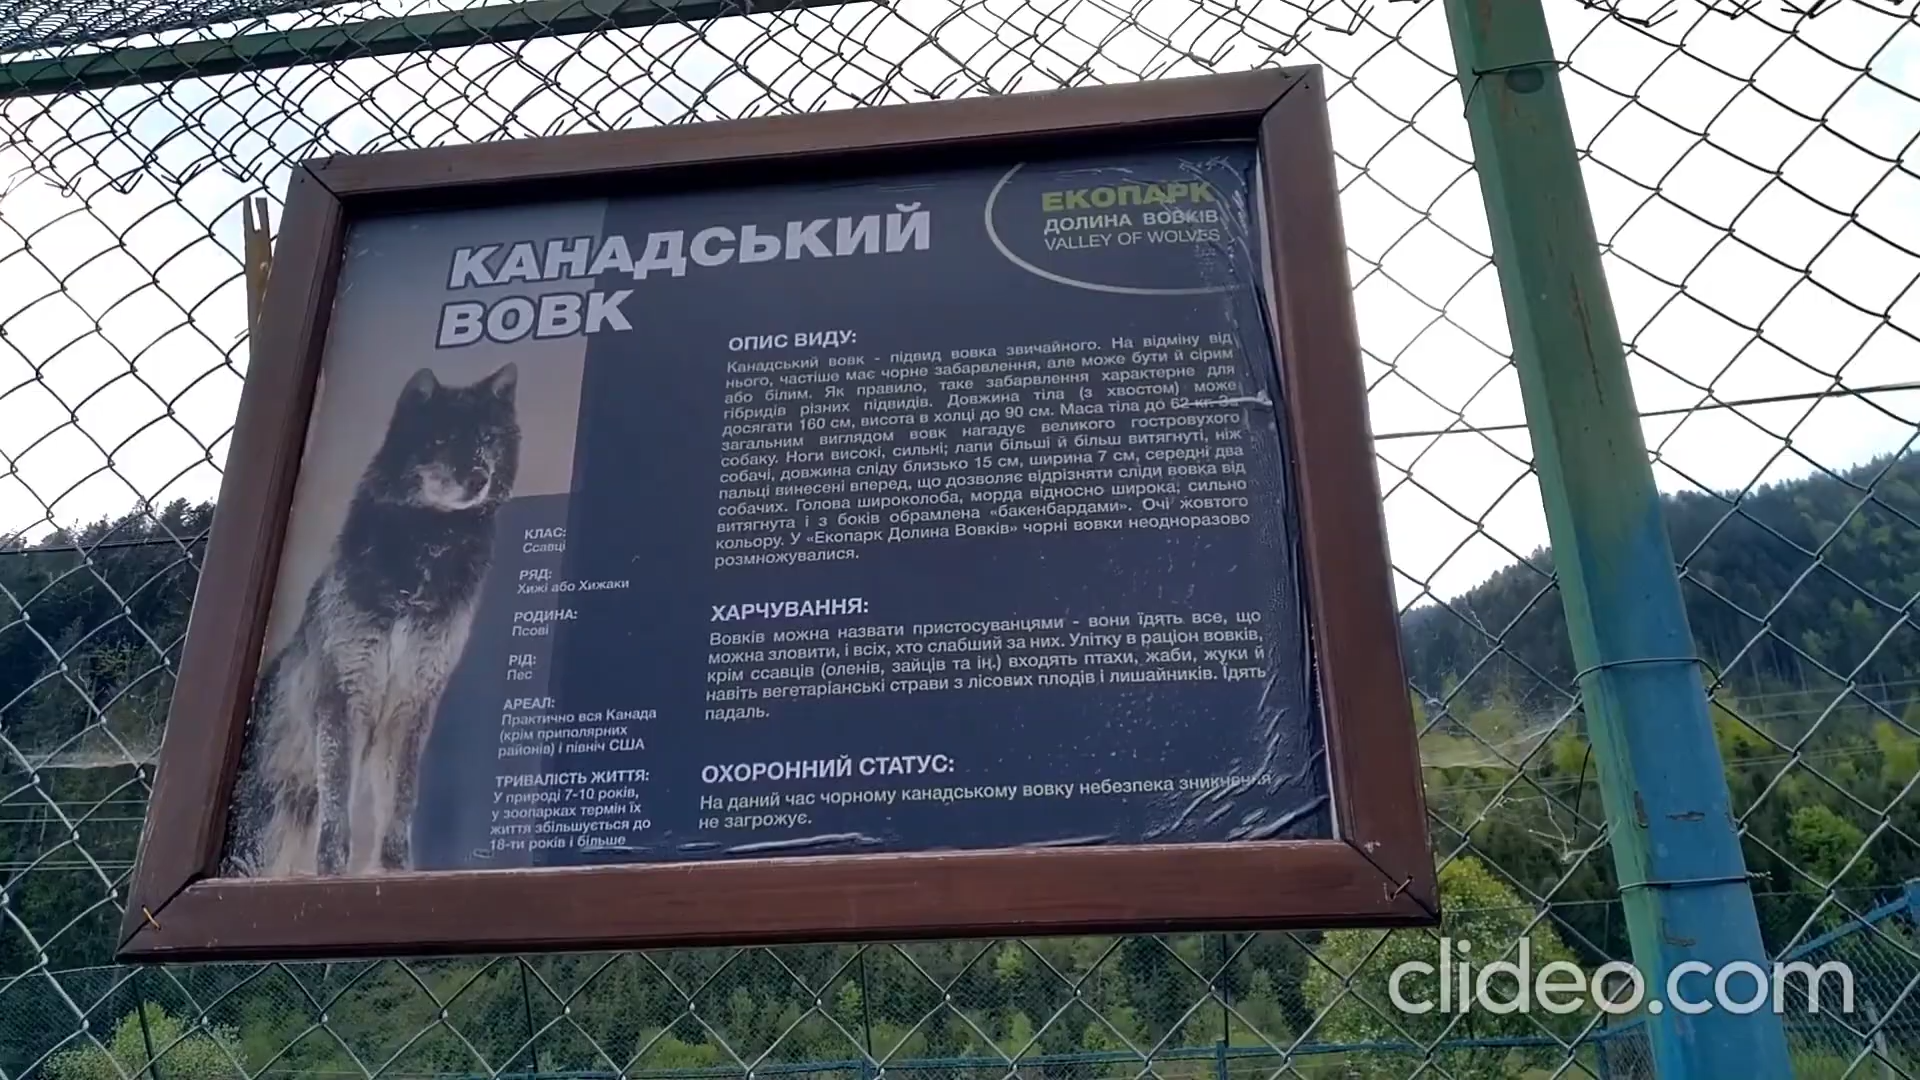 КАНАДСЬКИЙ
ВОВК
ЕКОПАРК
ДОЛИНА ВОВКІВ
VALLEY OF WOLVES
КЛАС:
Ссавці
РЯД:
Хижі або Хижаки
РОДИНА:
Псові
РІД:
Пес
АРЕАЛ:
Практично вся Канада
(крім приполярних
районів) і північ США
ТРИВАЛІСТЬ ЖИТТЯ:
У природі 7-10 років,
у зоопарках термін їх
життя збільшується до
18-ти років і більше
ОПИС ВИДУ:
Канадський вовк - підвид вовка звичайного. На відміну від
нього, частіше має чорне забарвлення, але може бути й сірим
або білим. Як правило, таке забарвлення характерне для
гібридів різних підвидів. Довжина тіла (з хвостом) може
досягати 160 см, висота в холці до 90 см. Маса тіла до 62 кг. За
загальним виглядом вовк нагадує великого гостровухого
собаку. Ноги високі, сильні; лапи більші й більш витягнуті, ніж
собачі, довжина сліду близько 15 см, ширина 7 см, середні два
пальці винесені вперед, що дозволяє відрізняти сліди вовка від
собачих. Голова широколоба, морда відносно широка, сильно
витягнута і з боків обрамлена «бакенбардами». Очі жовтого
кольору. У «Екопарк Долина Вовків» чорні вовки неодноразово
розмножувалися.
ХАРЧУВАННЯ:
Вовків можна назвати пристосуванцями - вони їдять все, що
можна зловити, і всіх, хто слабший за них. Улітку в раціон вовків,
крім ссавців (оленів, зайців та ін.) входять птахи, жаби, жуки й
навіть вегетаріанські страви з лісових плодів і лишайників. Їдять
падаль.
ОХОРОННИЙ СТАТУС:
На даний час чорному канадському вовку небезпека зникнення
не загрожує.
clideo.com